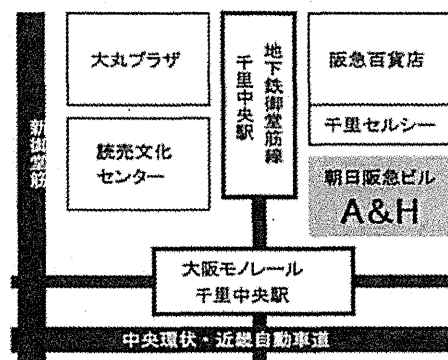 大丸プラザ
読売文化
センター
新御堂筋
地下鉄御堂筋線
千里中央駅
阪急百貨店
千里セルシー
朝日阪急ビル
A&H
大阪モノレール
千里中央駅
中央環状・近畿自動車道